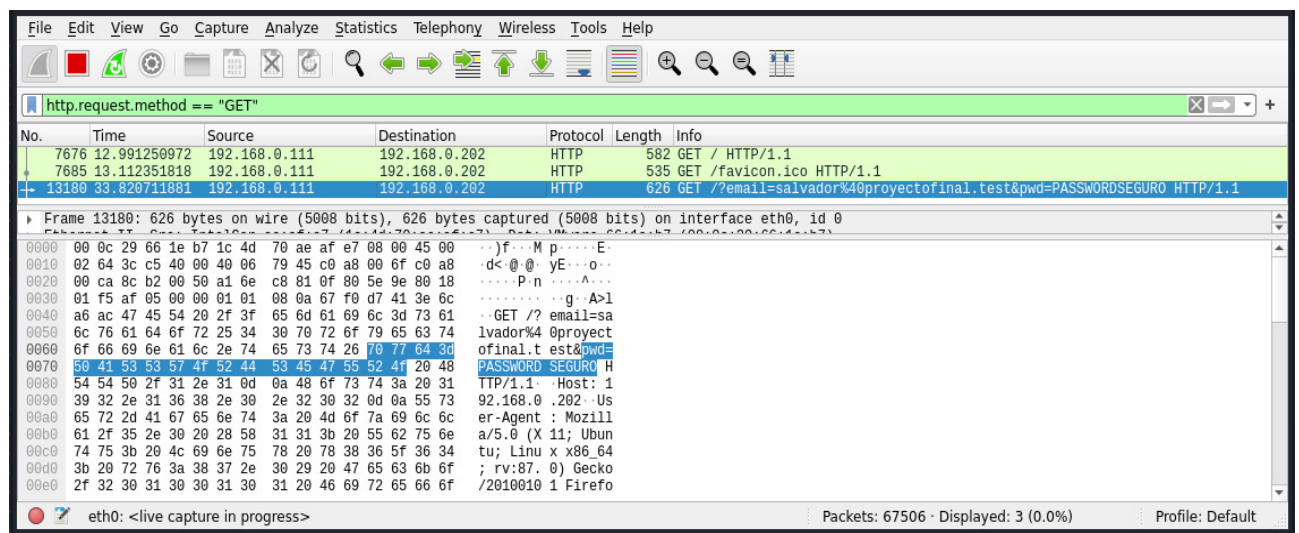 File Edit View Go Capture Analyze Statistics Telephony Wireless Tools Help
http.request.method == "GET"
No. Time Source Destination Protocol Length Info
7676 12.991250972 192.168.0.111 192.168.0.202 HTTP 582 GET / HTTP/1.1
7685 13.112351818 192.168.0.111 192.168.0.202 HTTP 535 GET /favicon.ico HTTP/1.1
13180 33.820711881 192.168.0.111 192.168.0.202 HTTP 626 GET /?email=salvador%40proyectofinal.test&pwd=PASSWORDSEGURO HTTP/1.1
Frame 13180: 626 bytes on wire (5008 bits), 626 bytes captured (5008 bits) on interface eth0, id 0
0000 00 0c 29 66 1e b7 1c 4d 70 ae af e7 08 00 45 00 ··)f···M p·····E·
0010 02 64 3c c5 40 00 40 06 79 45 c0 a8 00 6f c0 a8 ·d<·@·@· yE···o··
0020 00 ca 8c b2 00 50 a1 6e c8 81 0f 80 5e 9e 80 18 ·····P·n ····^···
0030 01 f5 af 05 00 00 01 01 08 0a 67 f0 d7 41 3e 6c ········ ··g··A>l
0040 a6 ac 47 45 54 20 2f 3f 65 6d 61 69 6c 3d 73 61 ··GET /? email=sa
0050 6c 76 61 64 6f 72 25 34 30 70 72 6f 79 65 63 74 lvador%4 0proyect
0060 6f 66 69 6e 61 6c 2e 74 65 73 74 26 70 77 64 3d ofinal.t est&pwd=
0070 50 41 53 53 57 4f 52 44 53 45 47 55 52 4f 20 48 PASSWORD SEGURO H
0080 54 54 50 2f 31 2e 31 0d 0a 48 6f 73 74 3a 20 31 TTP/1.1· ·Host: 1
0090 39 32 2e 31 36 38 2e 30 2e 32 30 32 0d 0a 55 73 92.168.0 .202··Us
00a0 65 72 2d 41 67 65 6e 74 3a 20 4d 6f 7a 69 6c 6c er-Agent : Mozill
00b0 61 2f 35 2e 30 20 28 58 31 31 3b 20 55 62 75 6e a/5.0 (X 11; Ubun
00c0 74 75 3b 20 4c 69 6e 75 78 20 78 38 36 5f 36 34 tu; Linu x x86_64
00d0 3b 20 72 76 3a 38 37 2e 30 29 20 47 65 63 6b 6f ; rv:87. 0) Gecko
00e0 2f 32 30 31 30 30 31 30 31 20 46 69 72 65 66 6f /2010010 1 Firefo
eth0: <live capture in progress> Packets: 67506 · Displayed: 3 (0.0%) Profile: Default